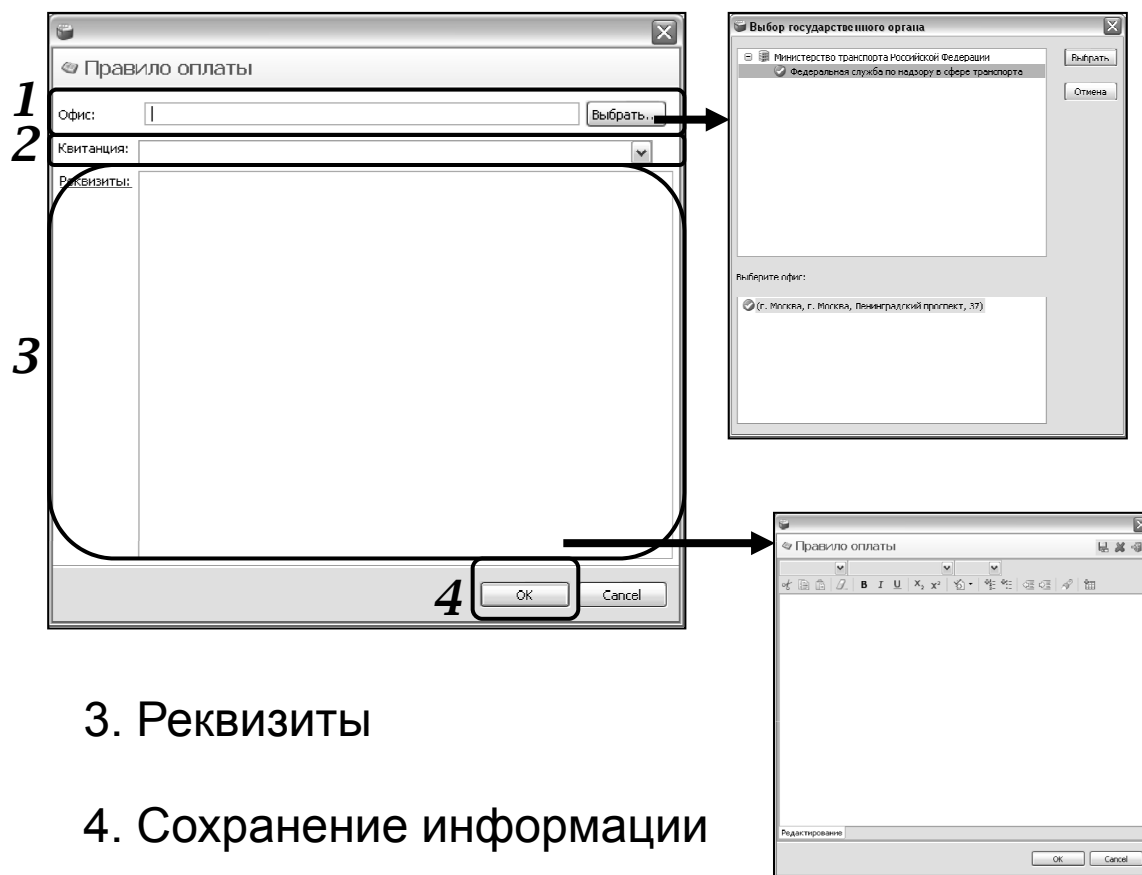 Правило оплаты
1
Офис:
Выбрать...
2
Квитанция:
Реквизиты:
3
4
OK
Cancel
Выбор государственного органа
Министерство транспорта Российской Федерации
Федеральная служба по надзору в сфере транспорта
Выбрать
Отмена
Выберите офис:
(г. Москва, г. Москва, Ленинградский проспект, 37)
Правило оплаты
B I U X₂ x²
Редактирование
OK
Cancel
3. Реквизиты
4. Сохранение информации